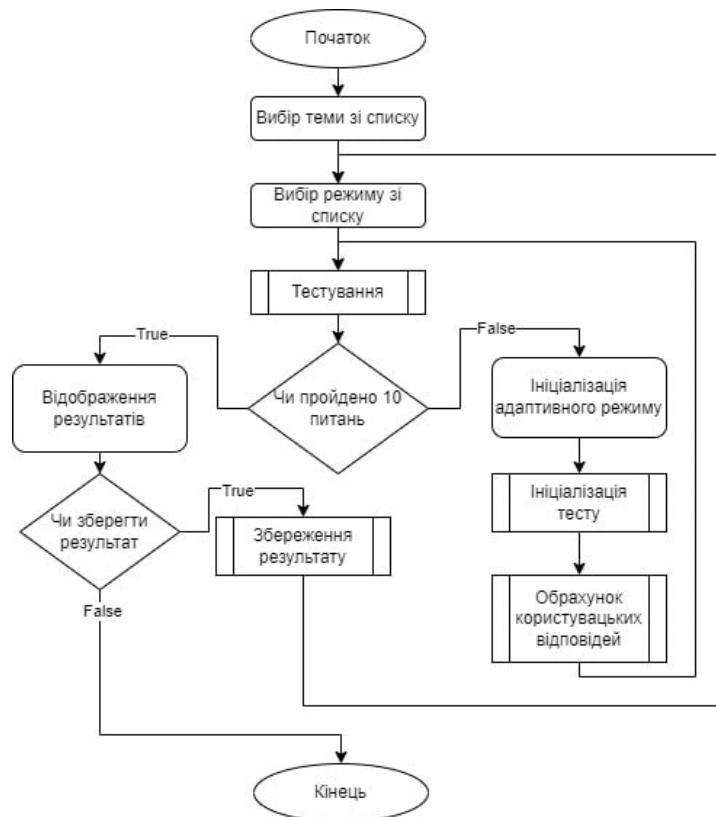 Початок
Вибір теми зі списку
Вибір режиму зі
списку
Тестування
True
False
Чи пройдено 10
питань
Відображення
результатів
Ініціалізація
адаптивного режиму
Чи зберегти
результат
True
Збереження
результату
Ініціалізація
тесту
False
Обрахунок
користувацьких
відповідей
Кінець